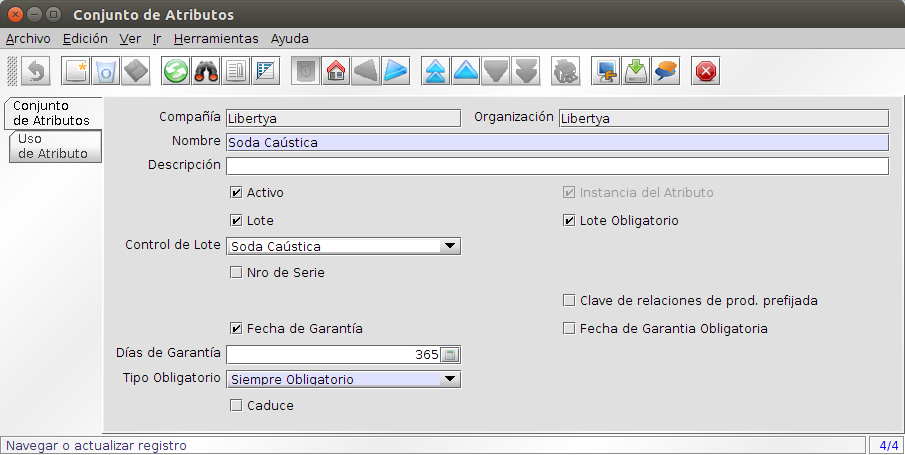 Conjunto de Atributos
Archivo Edición Ver Ir Herramientas Ayuda
Conjunto
de Atributos
Uso
de Atributo
Compañía Libertya Organización Libertya
Nombre Soda Caústica
Descripción
Activo Instancia del Atributo
Lote Lote Obligatorio
Control de Lote Soda Caústica
Nro de Serie
Clave de relaciones de prod. prefijada
Fecha de Garantía Fecha de Garantia Obligatoria
Días de Garantía 365
Tipo Obligatorio Siempre Obligatorio
Caduce
Navegar o actualizar registro 4/4